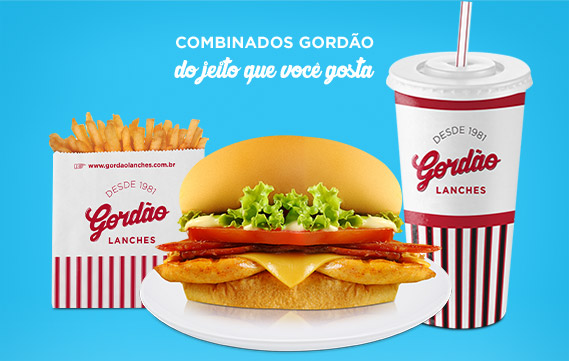 COMBINADOS GORDÃO
do jeito que você gosta
www.gordaolanches.com.br
DESDE 1981
Gordão
LANCHES
DESDE 1981
Gordão
LANCHES